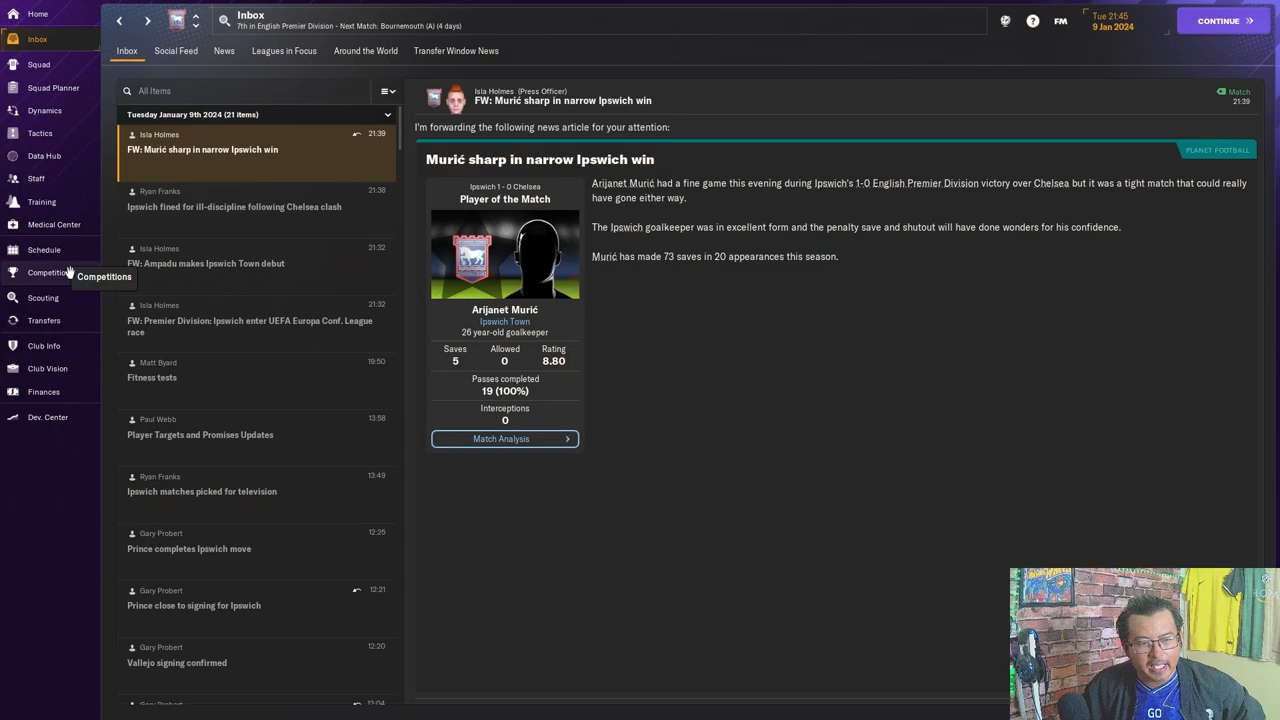 Home
Inbox
Squad
Squad Planner
Dynamics
Tactics
Data Hub
Staff
Training
Medical Center
Schedule
Competitions
Scouting
Transfers
Club Info
Club Vision
Finances
Dev. Center
Inbox
7th in English Premier Division - Next Match: Bournemouth (A) (4 days)
FM
Tue 21:45
9 Jan 2024
CONTINUE
Inbox Social Feed News Leagues in Focus Around the World Transfer Window News
All Items
Tuesday January 9th 2024 (21 items)
Isla Holmes 21:39
FW: Murić sharp in narrow Ipswich win
Ryan Franks 21:38
Ipswich fined for ill-discipline following Chelsea clash
Isla Holmes 21:32
FW: Ampadu makes Ipswich Town debut
Isla Holmes 21:32
FW: Premier Division: Ipswich enter UEFA Europa Conf. League
race
Matt Byard 19:50
Fitness tests
Paul Webb 13:58
Player Targets and Promises Updates
Ryan Franks 13:49
Ipswich matches picked for television
Gary Probert 12:25
Prince completes Ipswich move
Gary Probert 12:21
Prince close to signing for Ipswich
Gary Probert 12:20
Vallejo signing confirmed
Gary Probert 12:04
Isla Holmes (Press Officer)
FW: Murić sharp in narrow Ipswich win
Match
21:39
I'm forwarding the following news article for your attention:
PLANET FOOTBALL
Murić sharp in narrow Ipswich win
Ipswich 1 - 0 Chelsea
Player of the Match
Arijanet Murić
Ipswich Town
26 year-old goalkeeper
Saves Allowed Rating
5 0 8.80
Passes completed
19 (100%)
Interceptions
0
Match Analysis
Arijanet Murić had a fine game this evening during Ipswich's 1-0 English Premier Division victory over Chelsea but it was a tight match that could really
have gone either way.
The Ipswich goalkeeper was in excellent form and the penalty save and shutout will have done wonders for his confidence.
Murić has made 73 saves in 20 appearances this season.
Competitions
GO